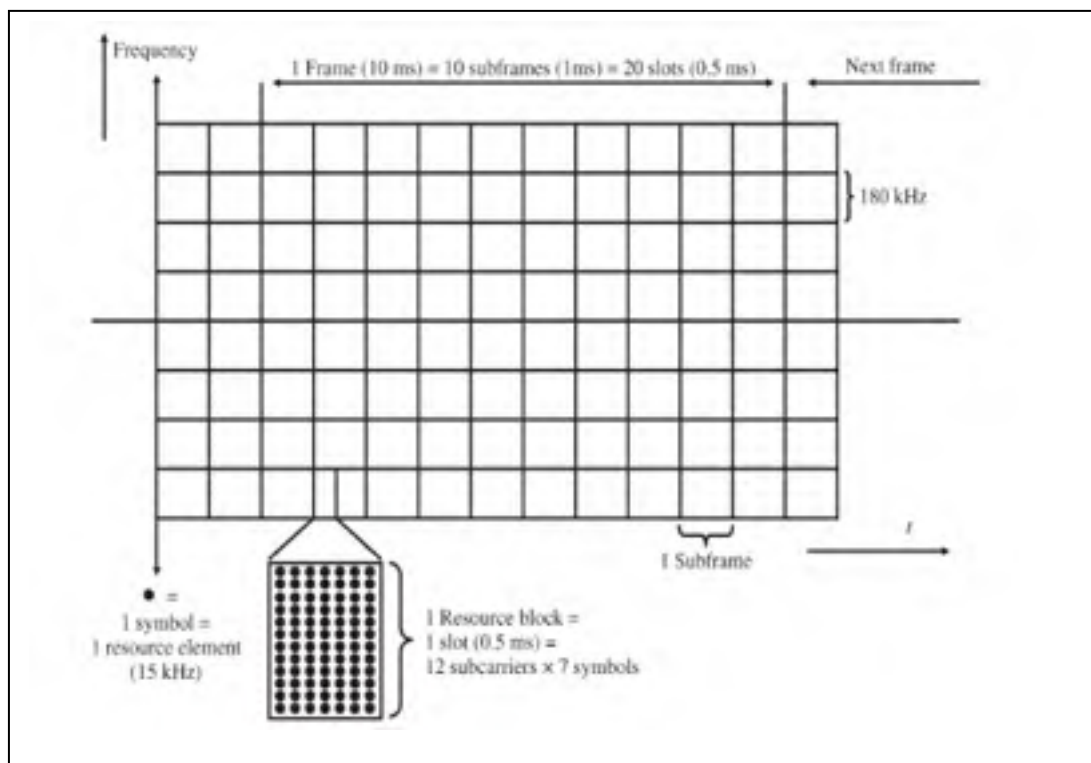 Frequency
1 Frame (10 ms) = 10 subframes (1ms) = 20 slots (0.5 ms)
Next frame
180 kHz
t
1 Subframe
● =
1 symbol =
1 resource element
(15 kHz)
1 Resource block =
1 slot (0.5 ms) =
12 subcarriers × 7 symbols